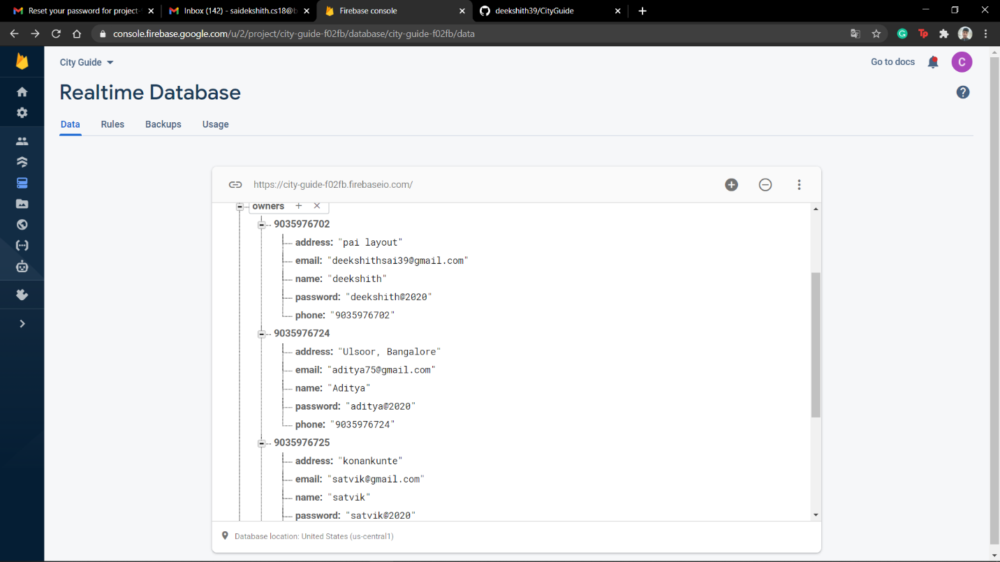 Reset your password for project-
Inbox (142) - saidekshith.cs18@b
Firebase console
deekshith39/CityGuide
console.firebase.google.com/u/2/project/city-guide-f02fb/database/city-guide-f02fb/data
City Guide
Go to docs
C
Realtime Database
Data Rules Backups Usage
https://city-guide-f02fb.firebaseio.com/
owners
9035976702
address: "pai layout"
email: "deekshithsai39@gmail.com"
name: "deekshith"
password: "deekshith@2020"
phone: "9035976702"
9035976724
address: "Ulsoor, Bangalore"
email: "aditya75@gmail.com"
name: "Aditya"
password: "aditya@2020"
phone: "9035976724"
9035976725
address: "konankunte"
email: "satvik@gmail.com"
name: "satvik"
password: "satvik@2020"
Database location: United States (us-central1)